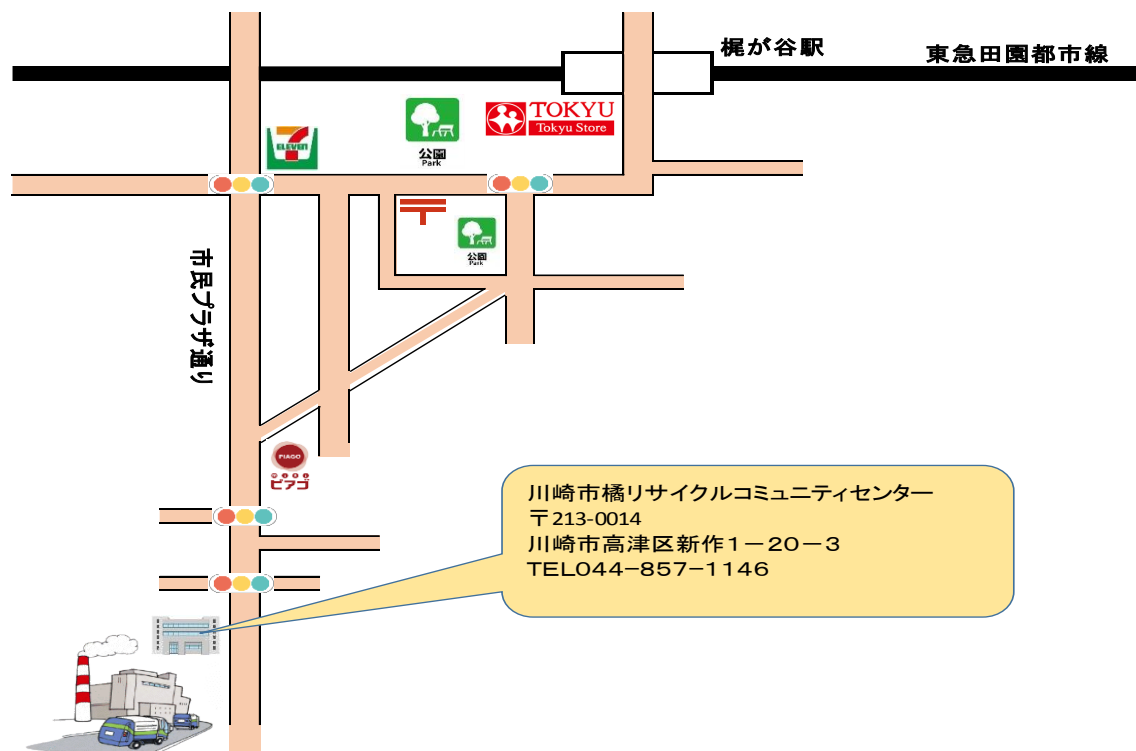 梶が谷駅
東急田園都市線
TOKYU
Tokyu Store
公園
Park
7
ELEVEN
公園
Park
市民プラザ通り
PIAGO
ピアゴ
川崎市橘リサイクルコミュニティセンター
〒213-0014
川崎市高津区新作1－20－3
TEL044−857−1146